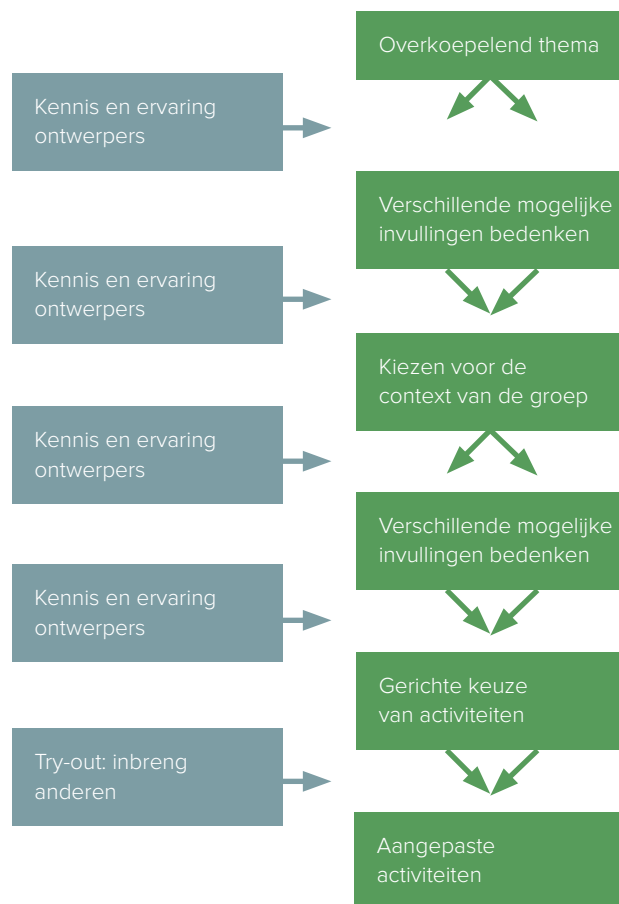 Overkoepelend thema
Kennis en ervaring
ontwerpers
Verschillende mogelijke
invullingen bedenken
Kennis en ervaring
ontwerpers
Kiezen voor de
context van de groep
Kennis en ervaring
ontwerpers
Verschillende mogelijke
invullingen bedenken
Kennis en ervaring
ontwerpers
Gerichte keuze
van activiteiten
Try-out: inbreng
anderen
Aangepaste
activiteiten